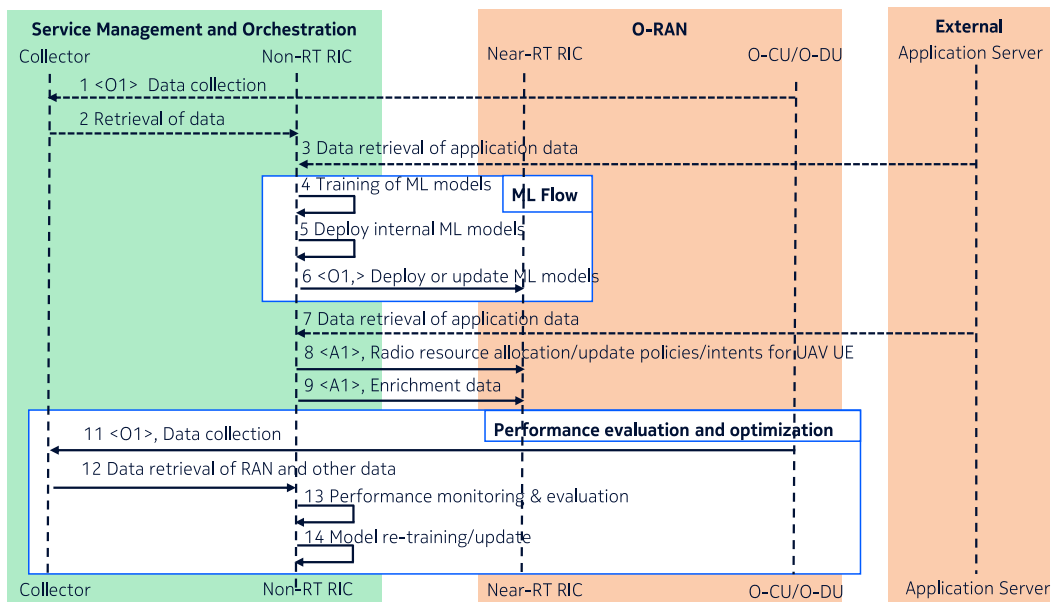 Service Management and Orchestration
O-RAN
External
Collector
Non-RT RIC
Near-RT RIC
O-CU/O-DU
Application Server
1 <O1> Data collection
2 Retrieval of data
3 Data retrieval of application data
4 Training of ML models
ML Flow
5 Deploy internal ML models
6 <O1,> Deploy or update ML models
7 Data retrieval of application data
8 <A1>, Radio resource allocation/update policies/intents for UAV UE
9 <A1>, Enrichment data
Performance evaluation and optimization
11 <O1>, Data collection
12 Data retrieval of RAN and other data
13 Performance monitoring & evaluation
14 Model re-training/update
Collector
Non-RT RIC
Near-RT RIC
O-CU/O-DU
Application Server